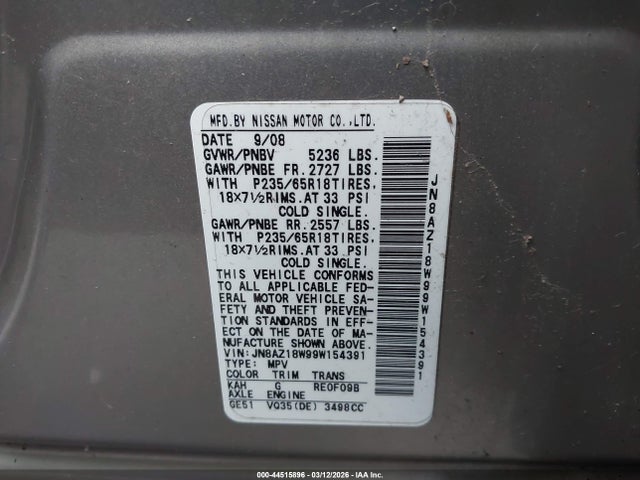 MFD.BY NISSAN MOTOR CO.,LTD.
DATE 9/08
GVWR/PNBV 5236 LBS.
GAWR/PNBE FR. 2727 LBS.
WITH P235/65R18TIRES,
18X7½RIMS.AT 33 PSI
COLD SINGLE.
GAWR/PNBE RR. 2557 LBS.
WITH P235/65R18TIRES,
18X7½RIMS.AT 33 PSI
COLD SINGLE.
THIS VEHICLE CONFORMS
TO ALL APPLICABLE FED-
ERAL MOTOR VEHICLE SA-
FETY AND THEFT PREVEN-
TION STANDARDS IN EFF-
ECT ON THE DATE OF MA-
NUFACTURE SHOWN ABOVE.
VIN: JN8AZ18W99W154391
TYPE: MPV
COLOR TRIM TRANS
KAH G RE0F09B
AXLE ENGINE
GE51 VQ35(DE) 3498CC
JN8AZ18W99W154391
000-44515896 - 03/12/2026 - IAA Inc.